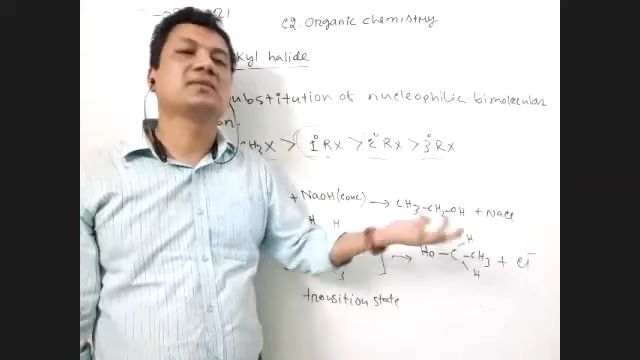 C2 organic chemistry
kyl halide
ubstitution of nucleophilic bimolecular
on.
H₃X > 1° RX > 2° RX > 3° RX
+ NaOH(conc) → CH₃-CH₂-OH + NaCl
H H H
→ HO-C-CH₃ + Cl⁻
3 H
transition state